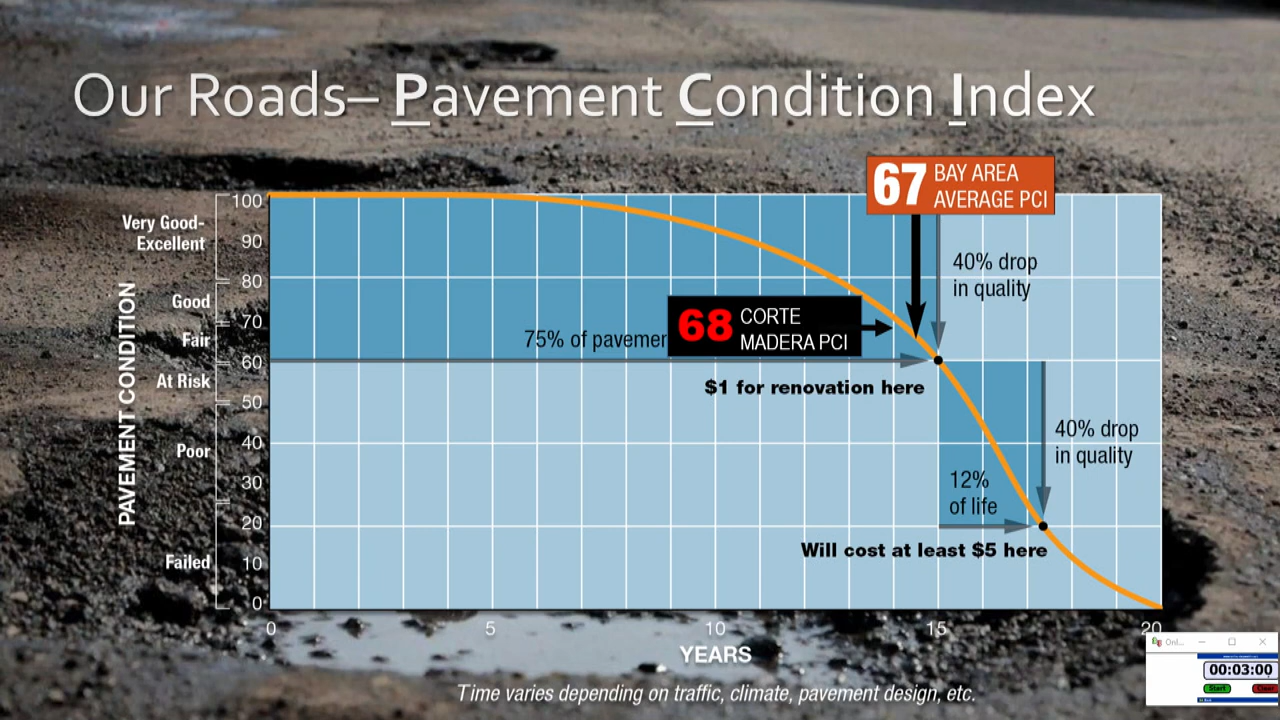 Our Roads– Pavement Condition Index
67 BAY AREA
AVERAGE PCI
100
90
80
70
60
50
40
30
20
10
0
Very Good-
Excellent
Good
Fair
At Risk
Poor
Failed
PAVEMENT CONDITION
40% drop
in quality
68 CORTE
MADERA PCI
75% of pavemer
$1 for renovation here
40% drop
in quality
12%
of life
Will cost at least $5 here
0 5 10 15 20
YEARS
Time varies depending on traffic, climate, pavement design, etc.
Onl...
00:03:00
Start Clear